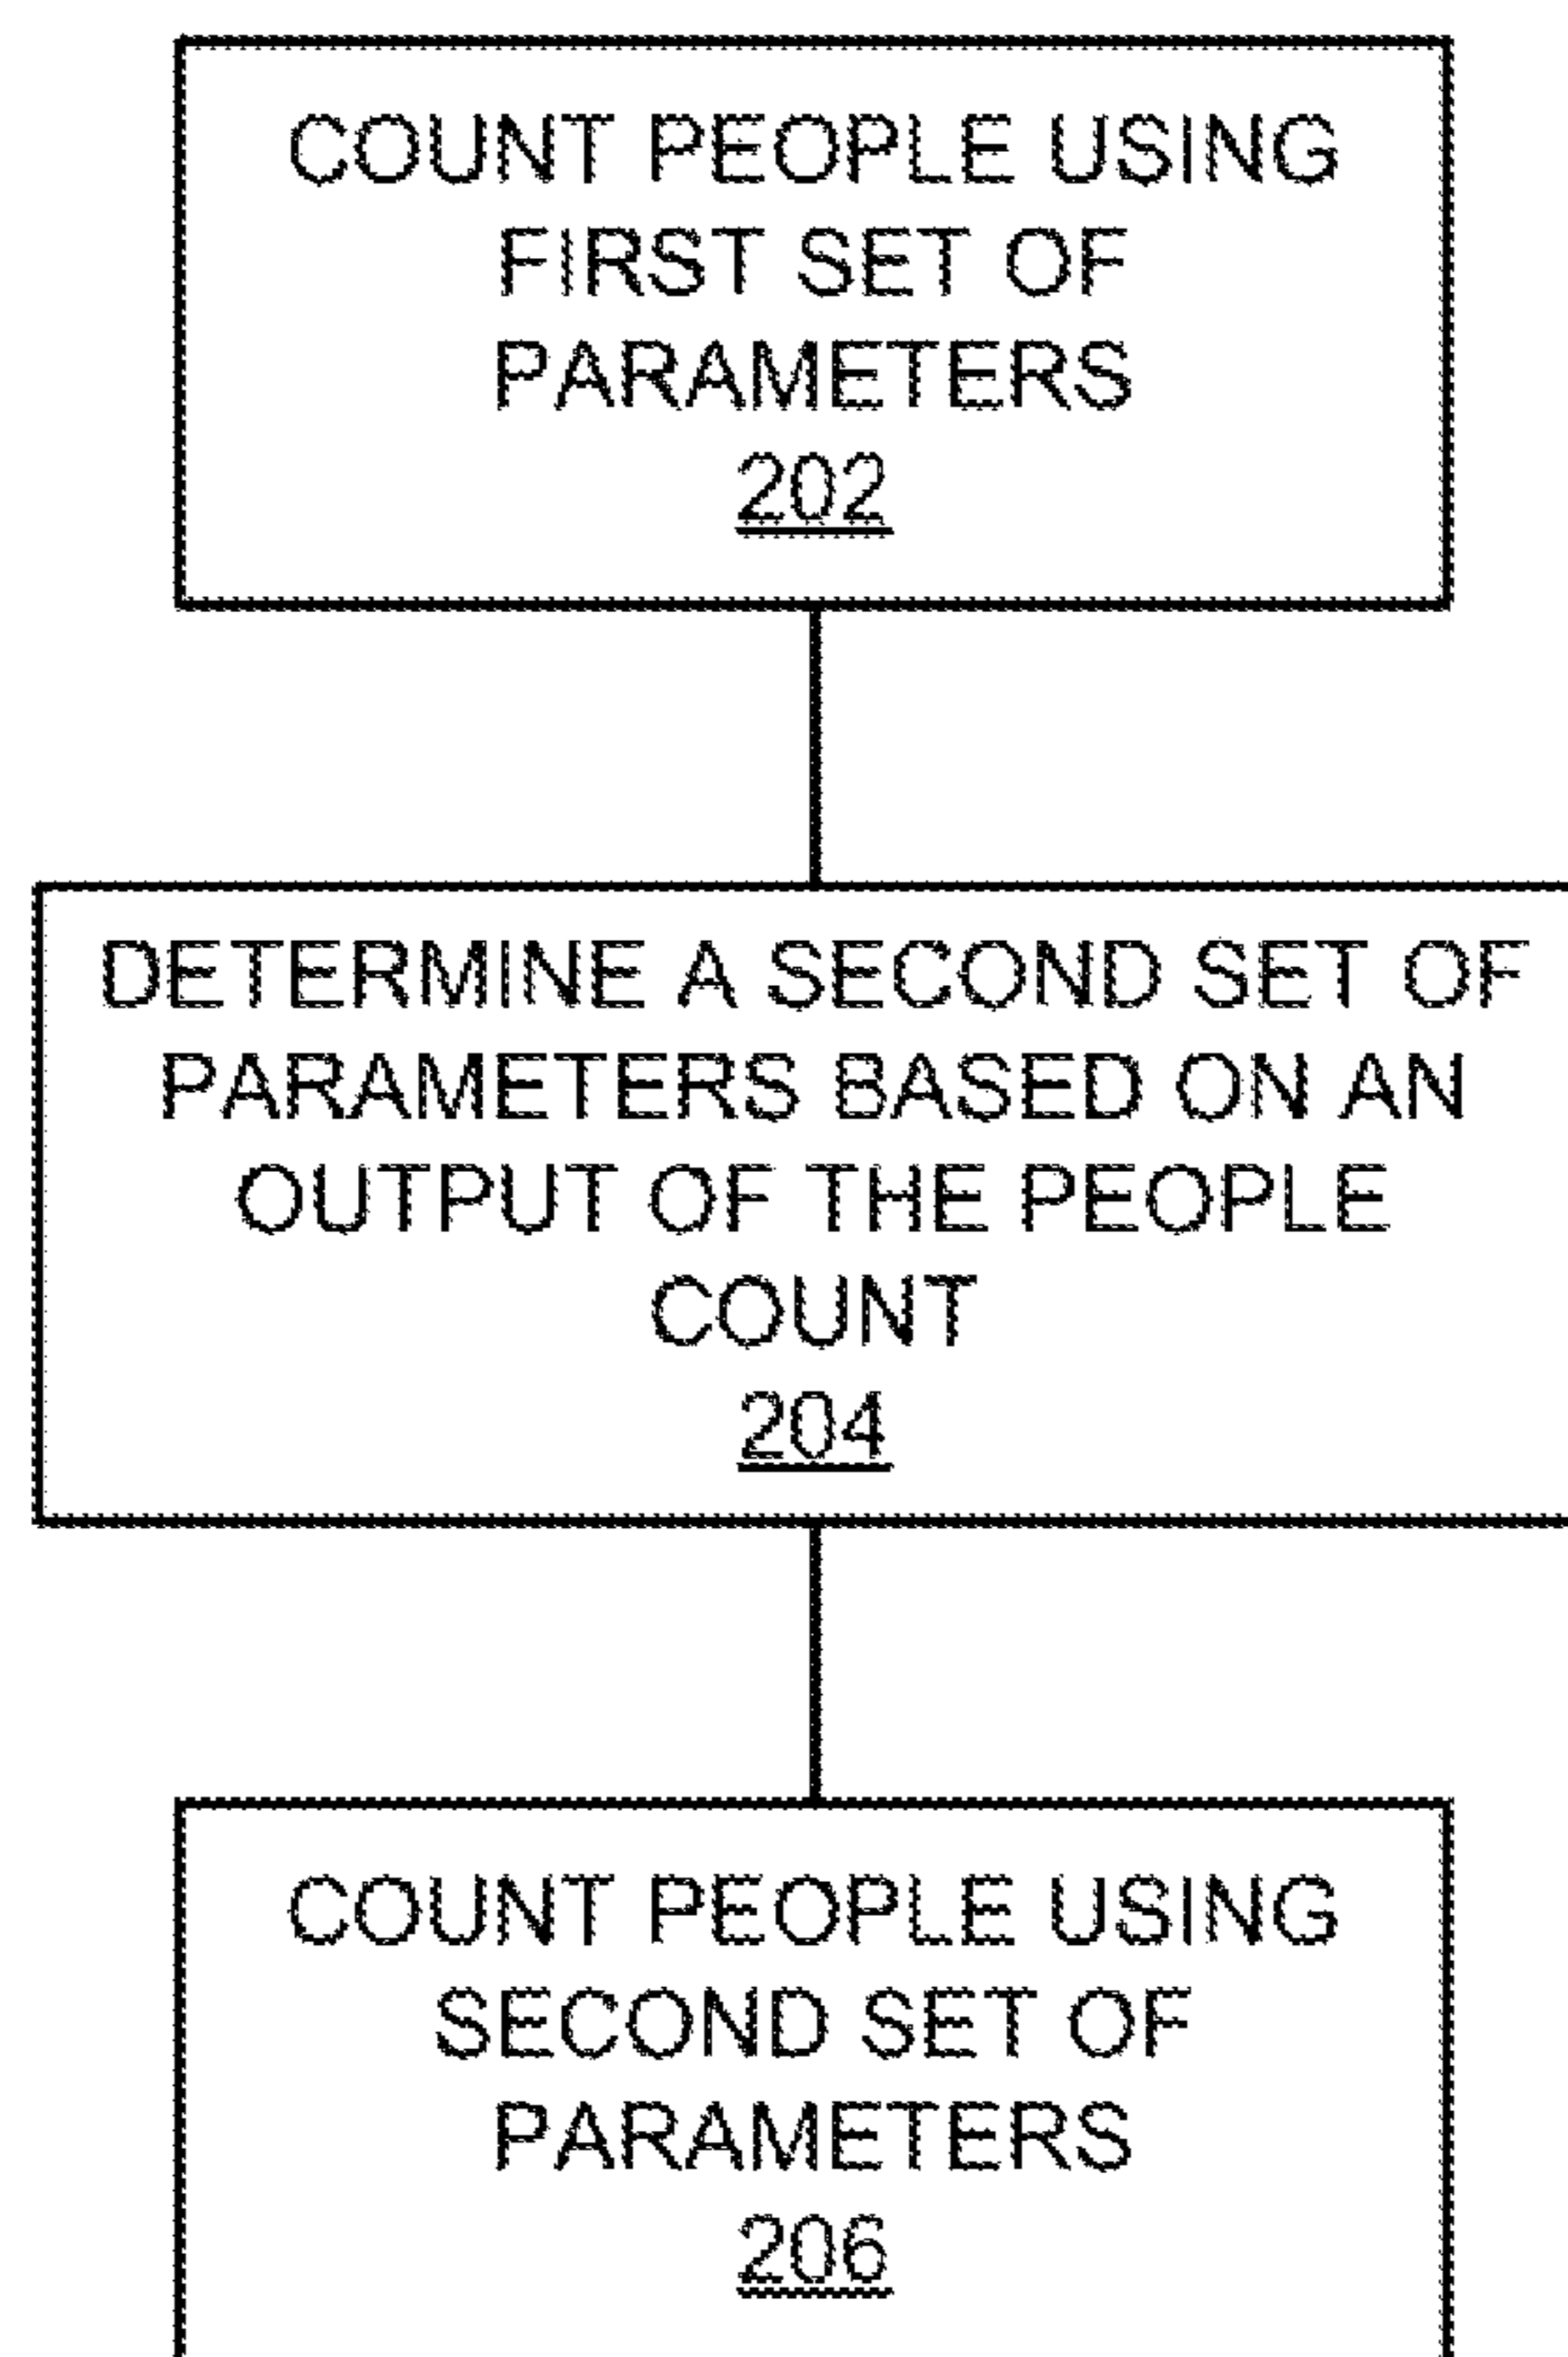 COUNT PEOPLE USING
FIRST SET OF
PARAMETERS
202
DETERMINE A SECOND SET OF
PARAMETERS BASED ON AN
OUTPUT OF THE PEOPLE
COUNT
204
COUNT PEOPLE USING
SECOND SET OF
PARAMETERS
206